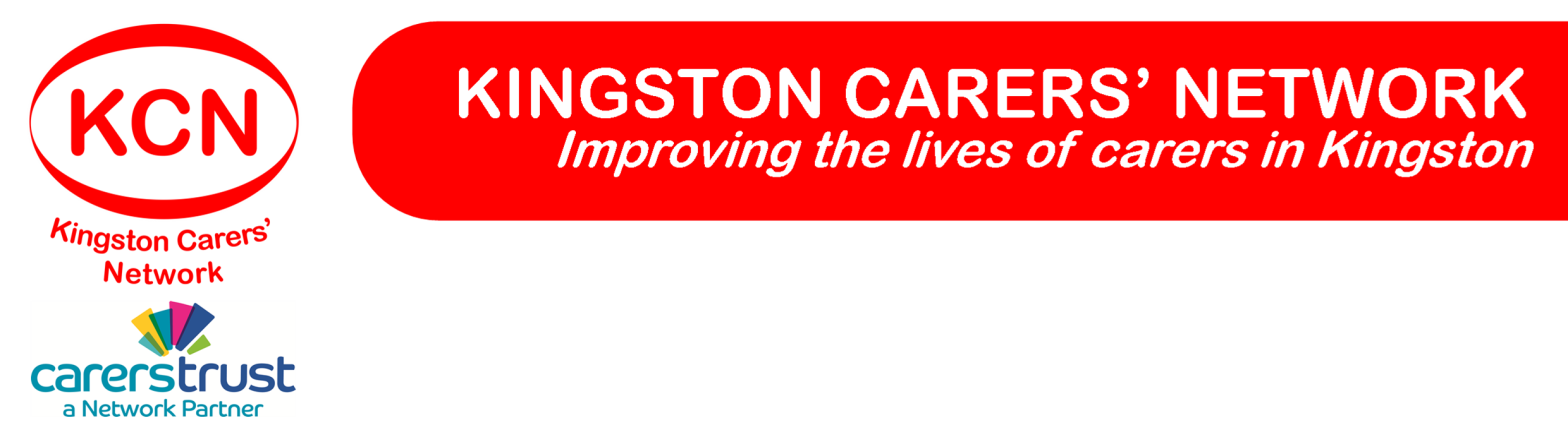 KCN
Kingston Carers’
Network
carerstrust
a Network Partner
KINGSTON CARERS’ NETWORK
Improving the lives of carers in Kingston